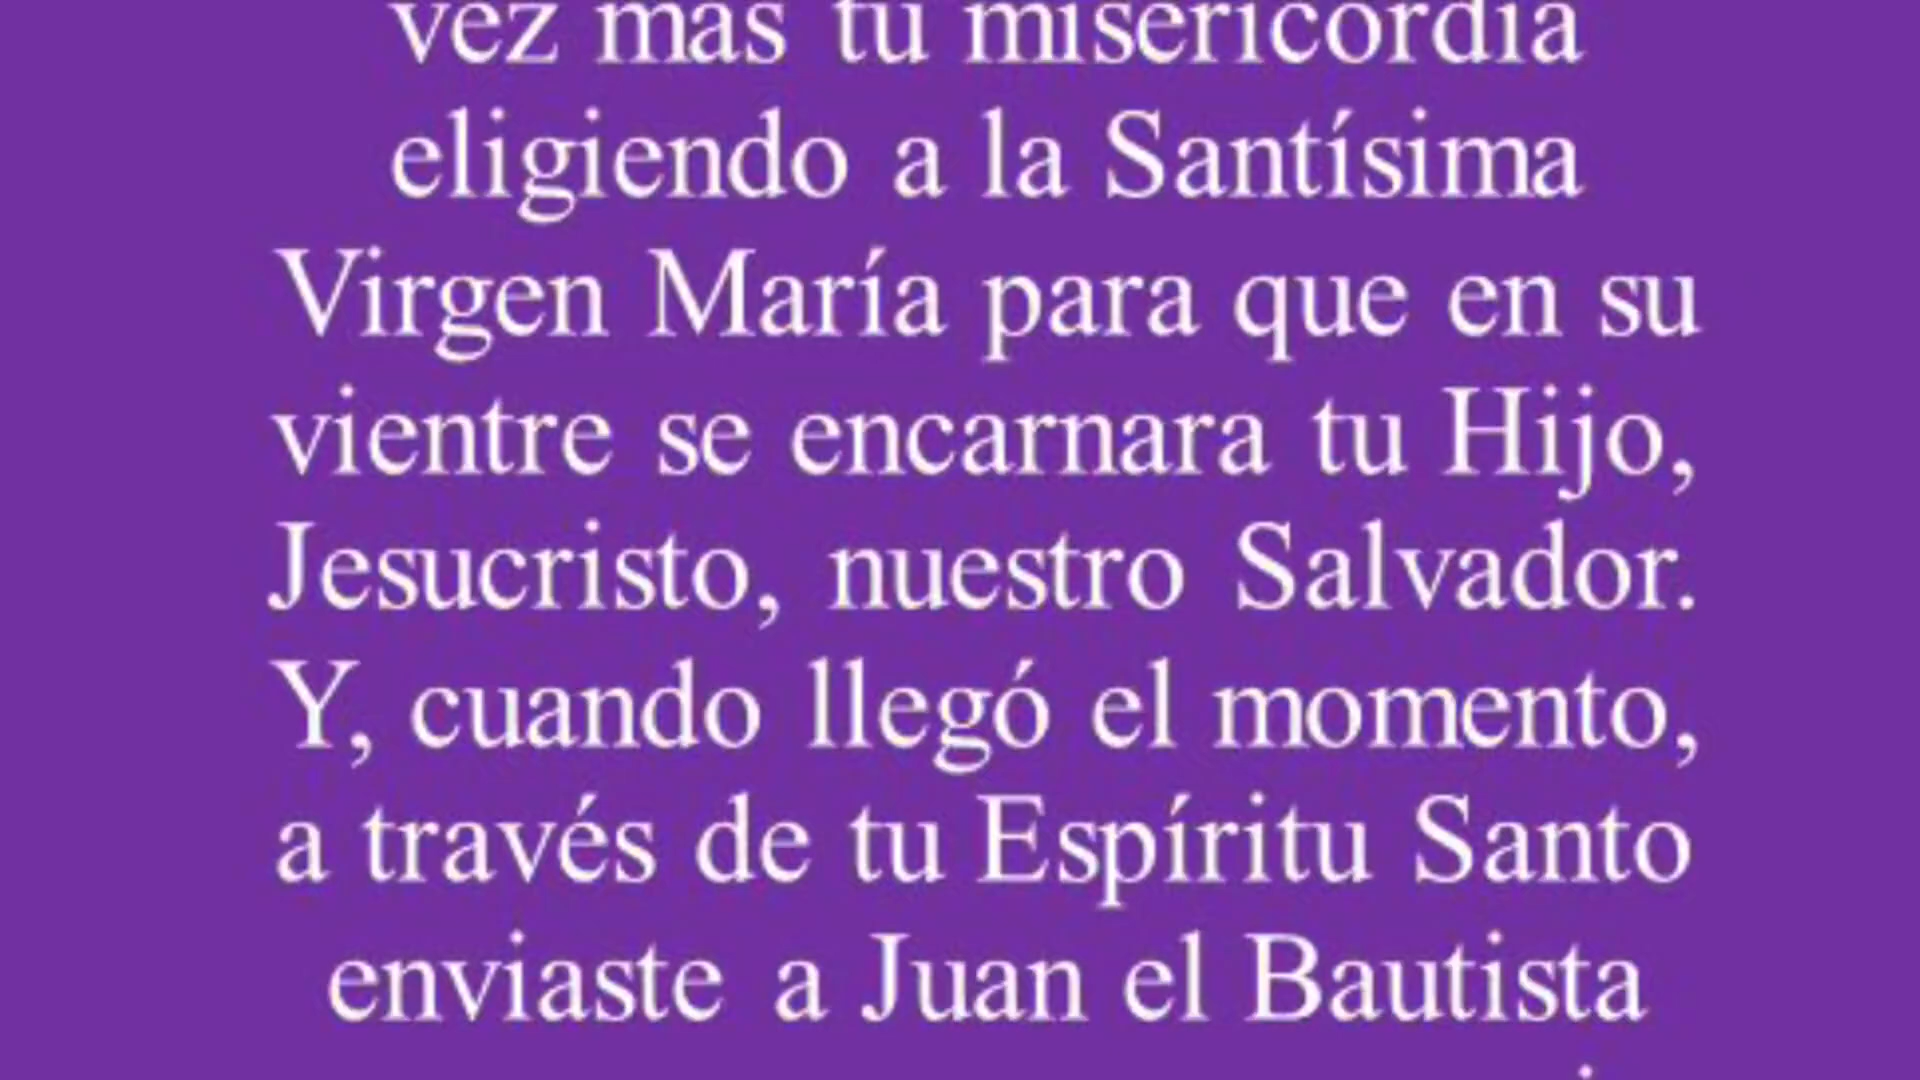 vez más tu misericordia
eligiendo a la Santísima
Virgen María para que en su
vientre se encarnara tu Hijo,
Jesucristo, nuestro Salvador.
Y, cuando llegó el momento,
a través de tu Espíritu Santo
enviaste a Juan el Bautista